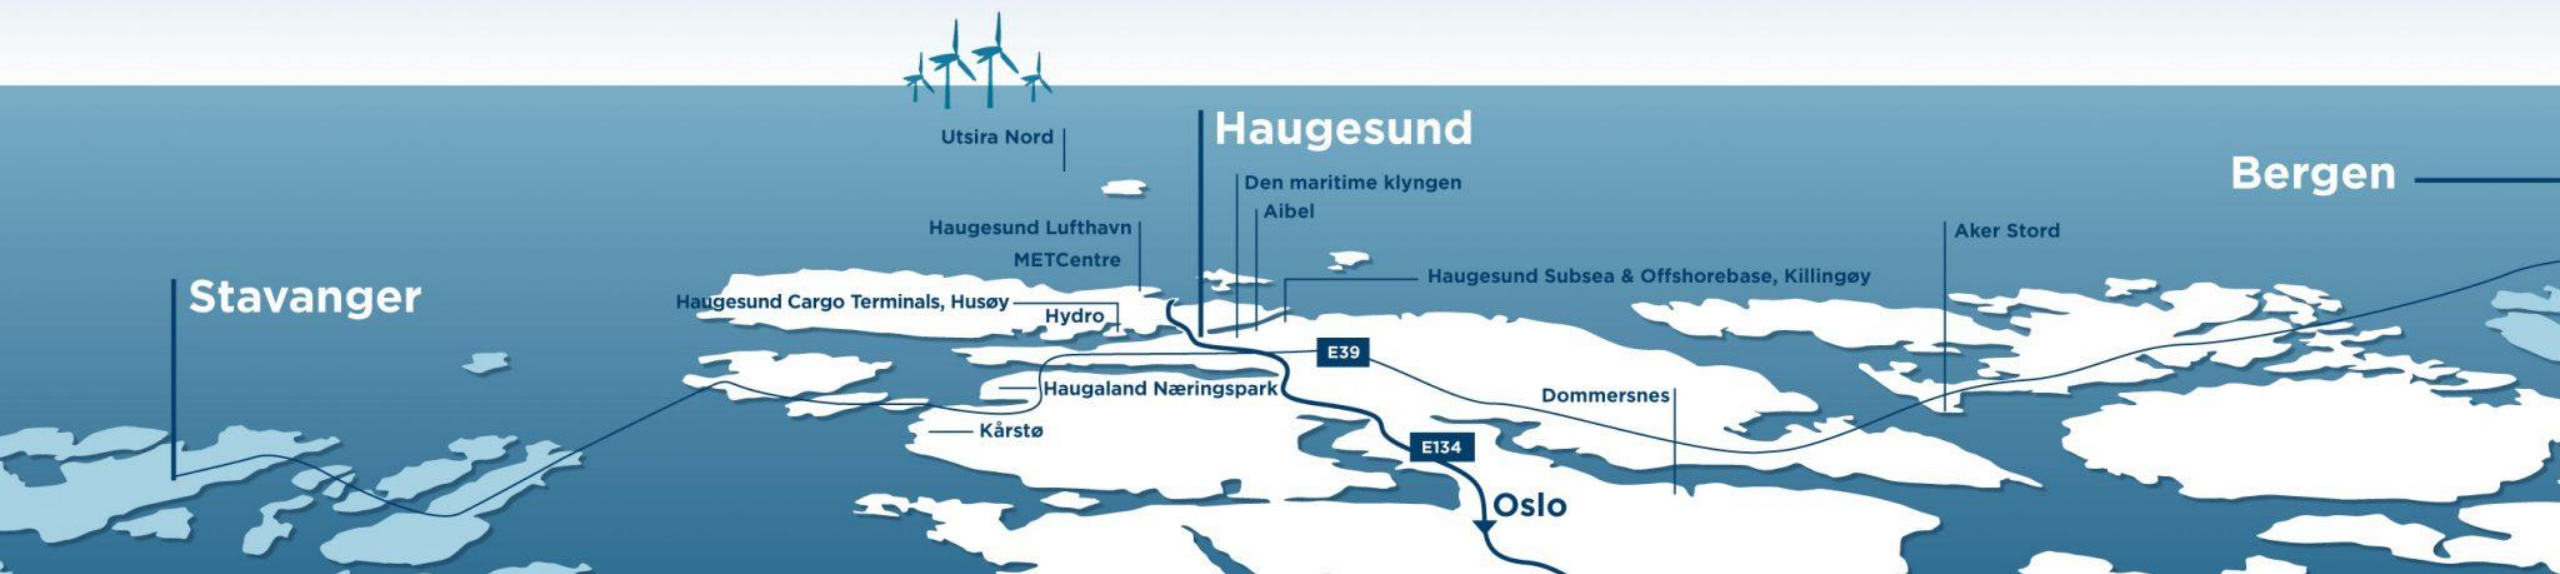 Utsira Nord
Haugesund
Bergen
Den maritime klyngen
Aibel
Haugesund Lufthavn
METCentre
Aker Stord
Haugesund Subsea & Offshorebase, Killingøy
Stavanger
Haugesund Cargo Terminals, Husøy
Hydro
E39
Haugaland Næringspark
Dommersnes
Kårstø
E134
Oslo